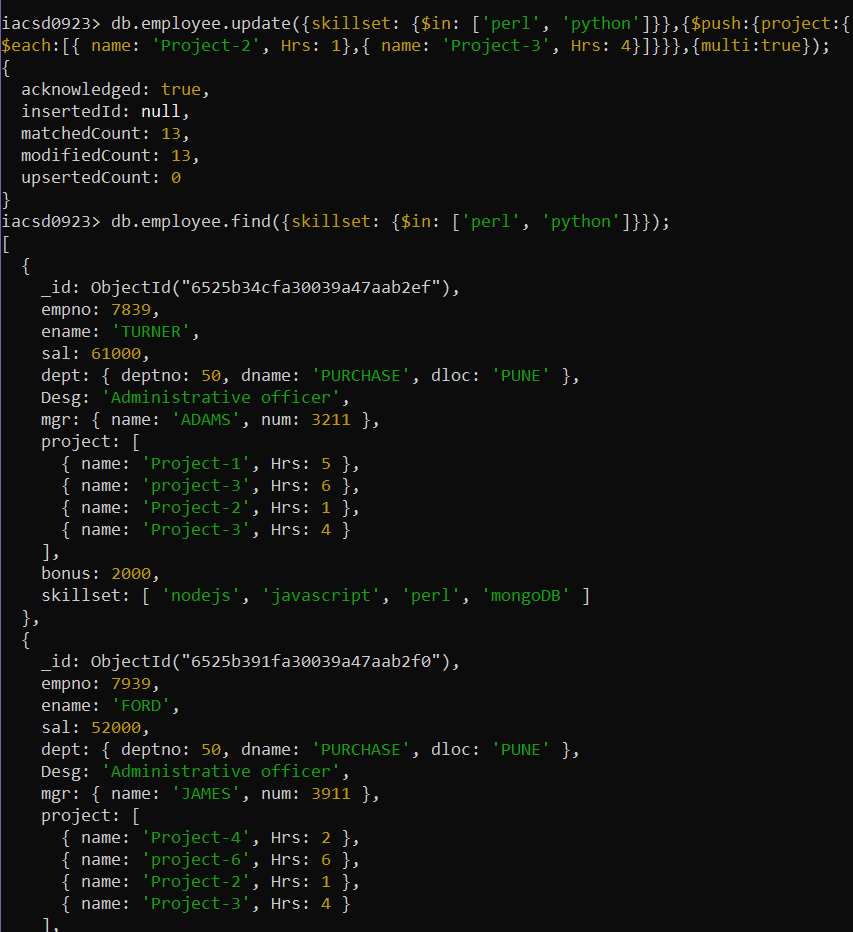 iacsd0923> db.employee.update({skillset: {$in: ['perl', 'python']}},{$push:{project:{
$each:[{ name: 'Project-2', Hrs: 1},{ name: 'Project-3', Hrs: 4}]}}},{multi:true});
{
  acknowledged: true,
  insertedId: null,
  matchedCount: 13,
  modifiedCount: 13,
  upsertedCount: 0
}
iacsd0923> db.employee.find({skillset: {$in: ['perl', 'python']}});
[
  {
    _id: ObjectId("6525b34cfa30039a47aab2ef"),
    empno: 7839,
    ename: 'TURNER',
    sal: 61000,
    dept: { deptno: 50, dname: 'PURCHASE', dloc: 'PUNE' },
    Desg: 'Administrative officer',
    mgr: { name: 'ADAMS', num: 3211 },
    project: [
      { name: 'Project-1', Hrs: 5 },
      { name: 'project-3', Hrs: 6 },
      { name: 'Project-2', Hrs: 1 },
      { name: 'Project-3', Hrs: 4 }
    ],
    bonus: 2000,
    skillset: [ 'nodejs', 'javascript', 'perl', 'mongoDB' ]
  },
  {
    _id: ObjectId("6525b391fa30039a47aab2f0"),
    empno: 7939,
    ename: 'FORD',
    sal: 52000,
    dept: { deptno: 50, dname: 'PURCHASE', dloc: 'PUNE' },
    Desg: 'Administrative officer',
    mgr: { name: 'JAMES', num: 3911 },
    project: [
      { name: 'Project-4', Hrs: 2 },
      { name: 'project-6', Hrs: 6 },
      { name: 'Project-2', Hrs: 1 },
      { name: 'Project-3', Hrs: 4 }
    ],